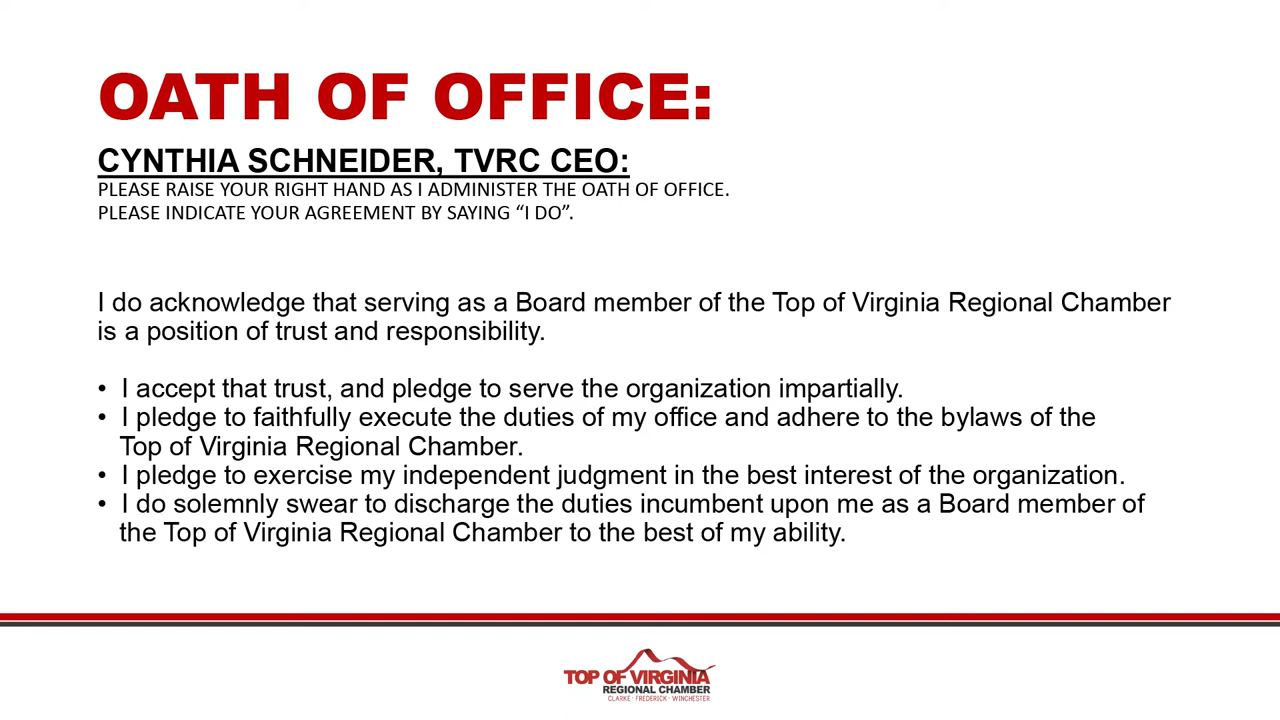 OATH OF OFFICE:
CYNTHIA SCHNEIDER, TVRC CEO:
PLEASE RAISE YOUR RIGHT HAND AS I ADMINISTER THE OATH OF OFFICE.
PLEASE INDICATE YOUR AGREEMENT BY SAYING “I DO”.
I do acknowledge that serving as a Board member of the Top of Virginia Regional Chamber
is a position of trust and responsibility.
• I accept that trust, and pledge to serve the organization impartially.
• I pledge to faithfully execute the duties of my office and adhere to the bylaws of the
Top of Virginia Regional Chamber.
• I pledge to exercise my independent judgment in the best interest of the organization.
• I do solemnly swear to discharge the duties incumbent upon me as a Board member of
the Top of Virginia Regional Chamber to the best of my ability.
TOP OF VIRGINIA
REGIONAL CHAMBER
CLARKE · FREDERICK · WINCHESTER